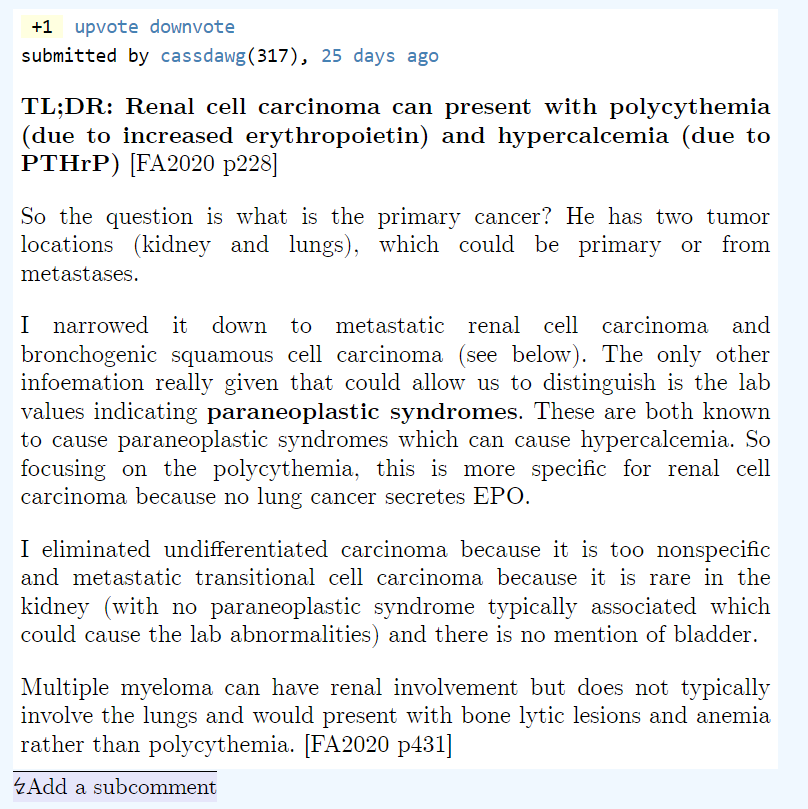 +1 upvote downvote
submitted by cassdawg(317), 25 days ago
TL;DR: Renal cell carcinoma can present with polycythemia
(due to increased erythropoietin) and hypercalcemia (due to
PTHrP) [FA2020 p228]
So the question is what is the primary cancer? He has two tumor
locations (kidney and lungs), which could be primary or from
metastases.
I narrowed it down to metastatic renal cell carcinoma and
bronchogenic squamous cell carcinoma (see below). The only other
infoemation really given that could allow us to distinguish is the lab
values indicating paraneoplastic syndromes. These are both known
to cause paraneoplastic syndromes which can cause hypercalcemia. So
focusing on the polycythemia, this is more specific for renal cell
carcinoma because no lung cancer secretes EPO.
I eliminated undifferentiated carcinoma because it is too nonspecific
and metastatic transitional cell carcinoma because it is rare in the
kidney (with no paraneoplastic syndrome typically associated which
could cause the lab abnormalities) and there is no mention of bladder.
Multiple myeloma can have renal involvement but does not typically
involve the lungs and would present with bone lytic lesions and anemia
rather than polycythemia. [FA2020 p431]
↯Add a subcomment